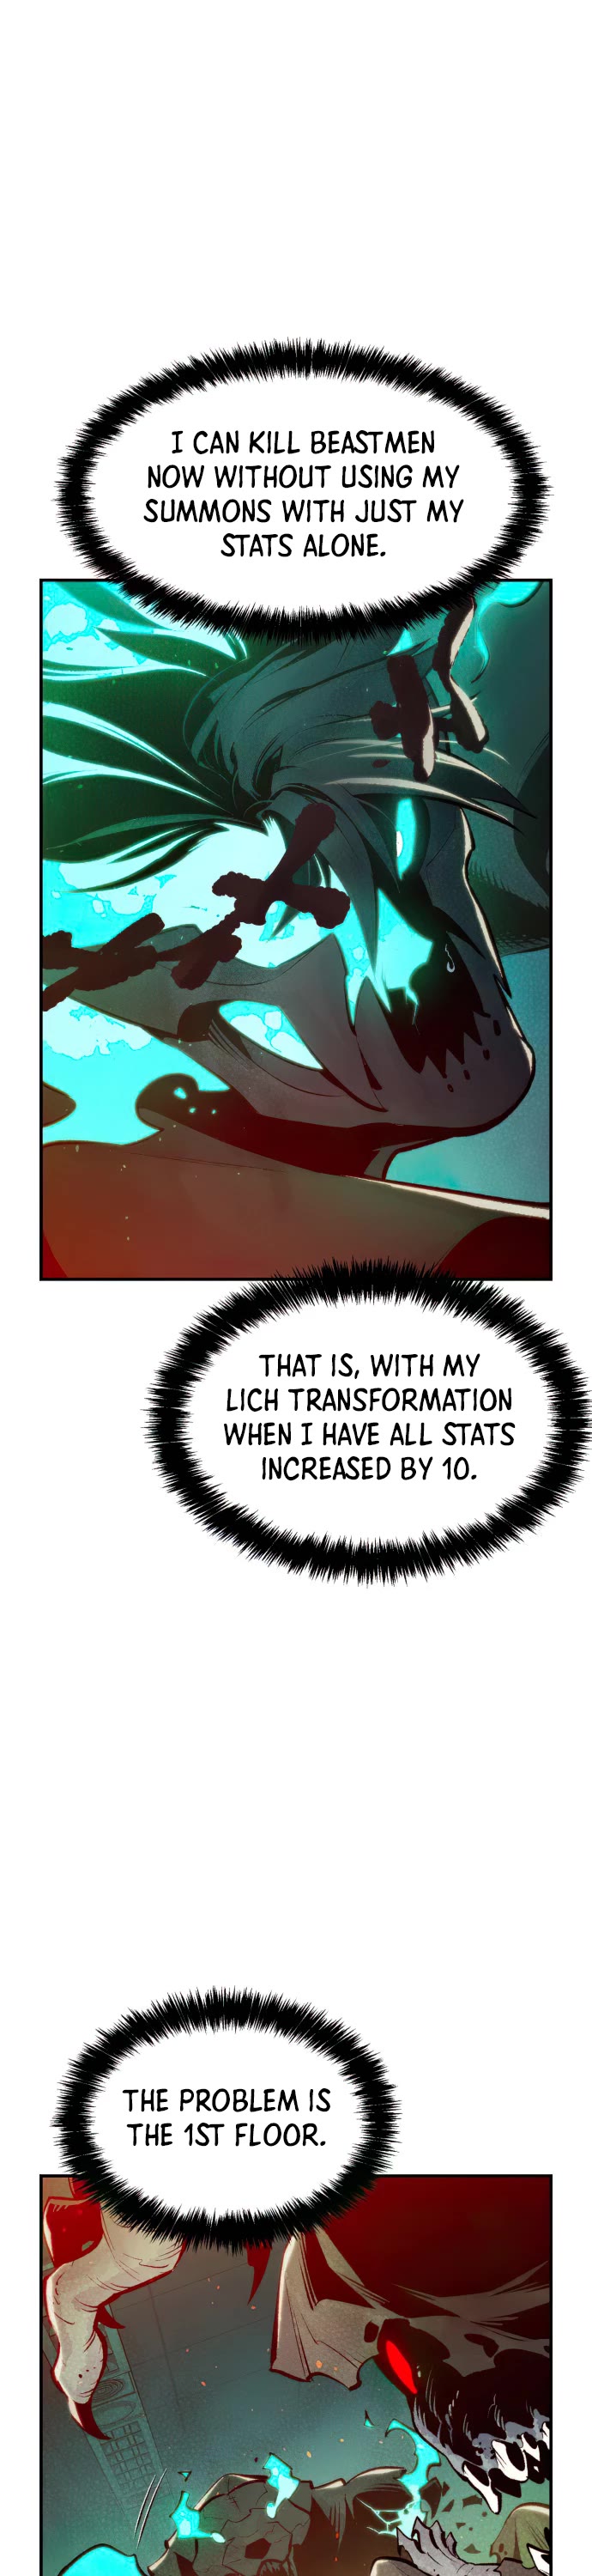 I CAN KILL BEASTMEN
NOW WITHOUT USING MY
SUMMONS WITH JUST MY
STATS ALONE.
THAT IS, WITH MY
LICH TRANSFORMATION
WHEN I HAVE ALL STATS
INCREASED BY 10.
THE PROBLEM IS
THE 1ST FLOOR.